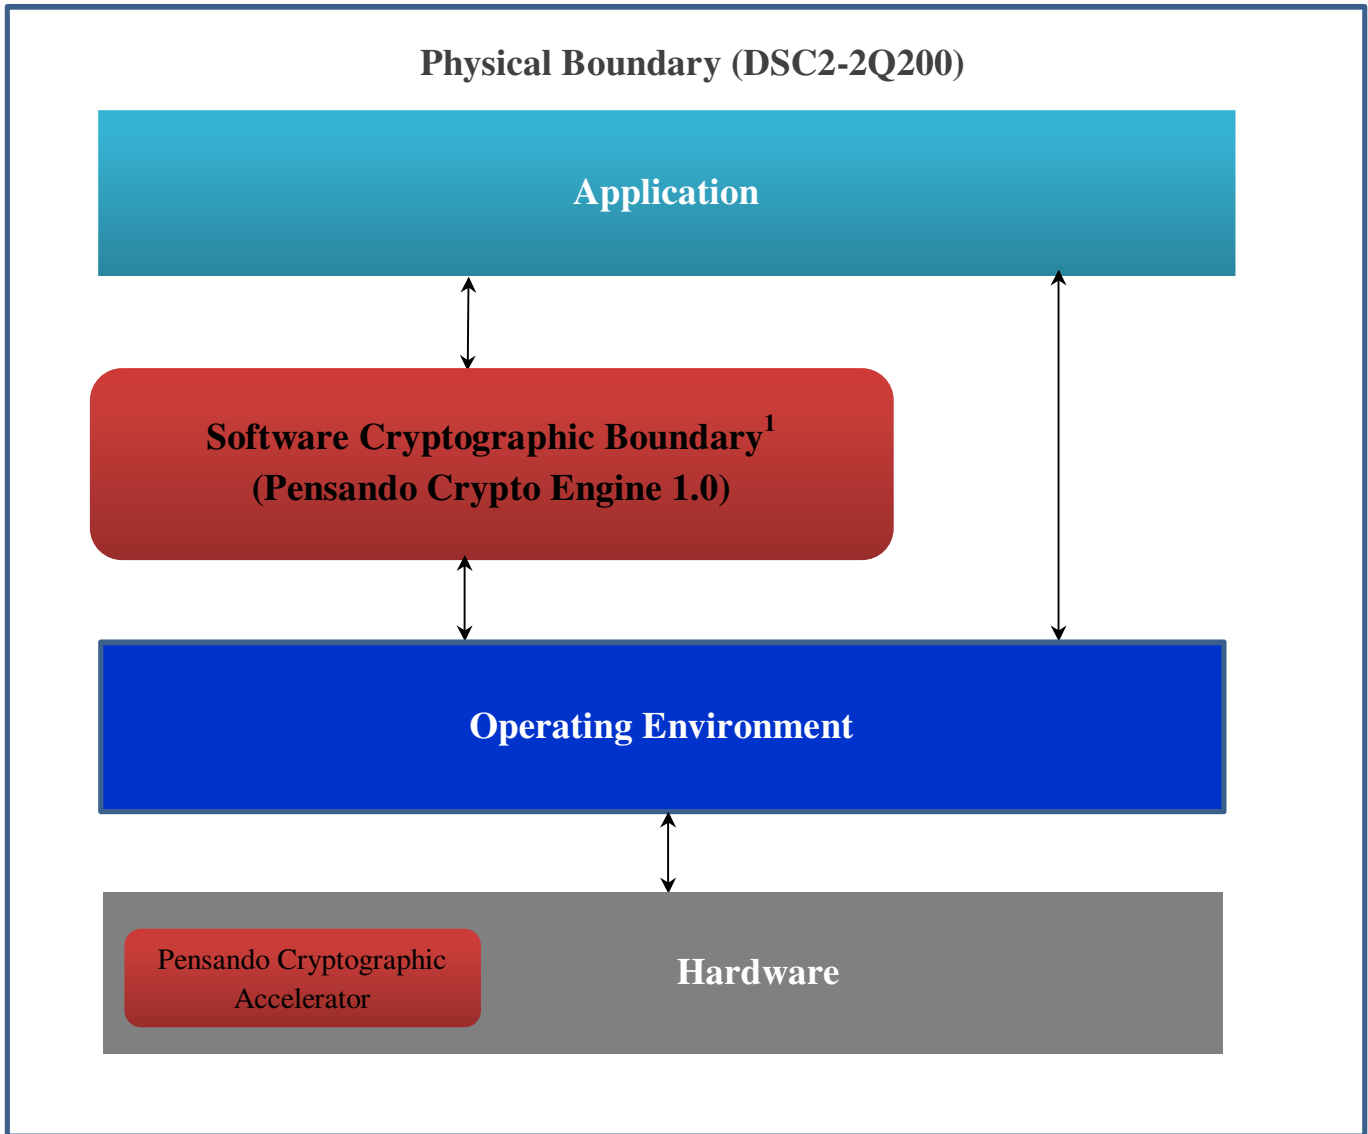 Physical Boundary (DSC2-2Q200)
Application
Software Cryptographic Boundary¹
(Pensando Crypto Engine 1.0)
Operating Environment
Pensando Cryptographic
Accelerator
Hardware